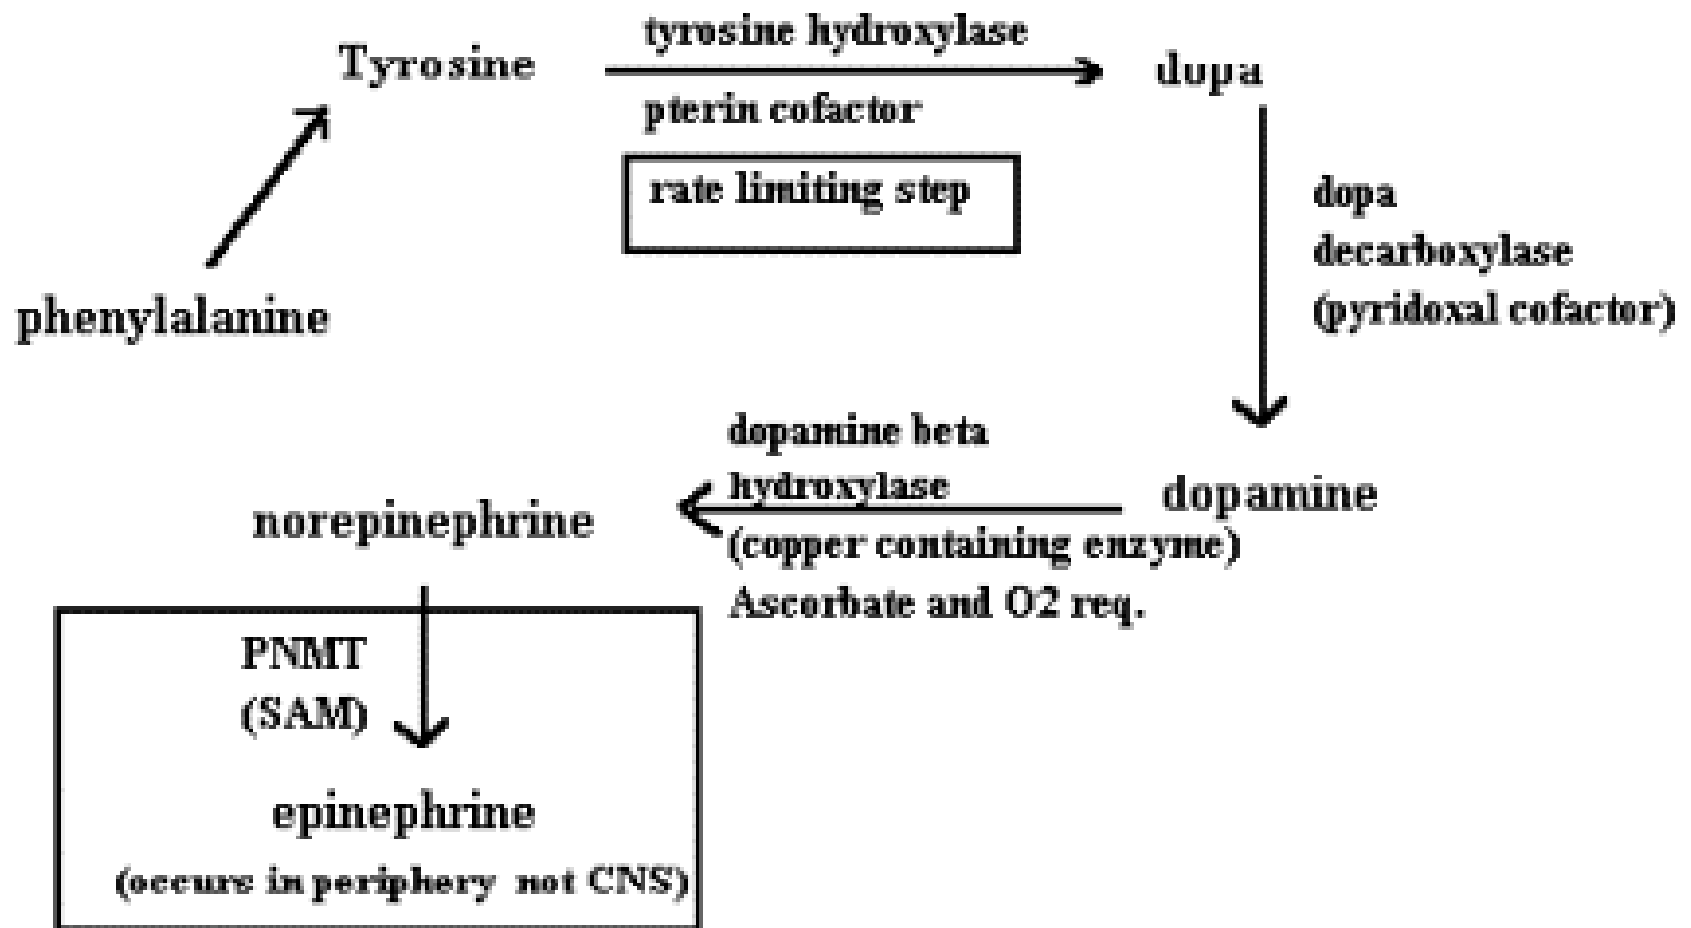 tyrosine hydroxylase
Tyrosine
dopa
pterin cofactor
rate limiting step
phenylalanine
dopa
decarboxylase
(pyridoxal cofactor)
dopamine beta
hydroxylase
dopamine
norepinephrine
(copper containing enzyme)
Ascorbate and O2 req.
PNMT
(SAM)
epinephrine
(occurs in periphery not CNS)